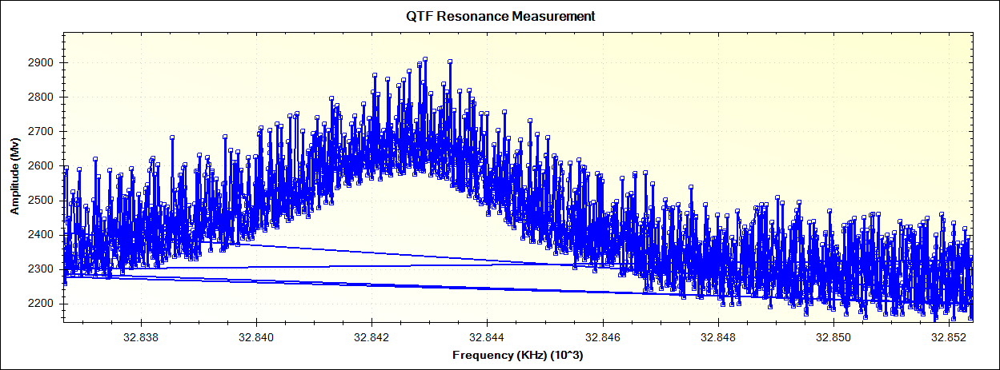 QTF Resonance Measurement
Amplitude (Mv)
2900
2800
2700
2600
2500
2400
2300
2200
32.838 32.840 32.842 32.844 32.846 32.848 32.850 32.852
Frequency (KHz) (10^3)